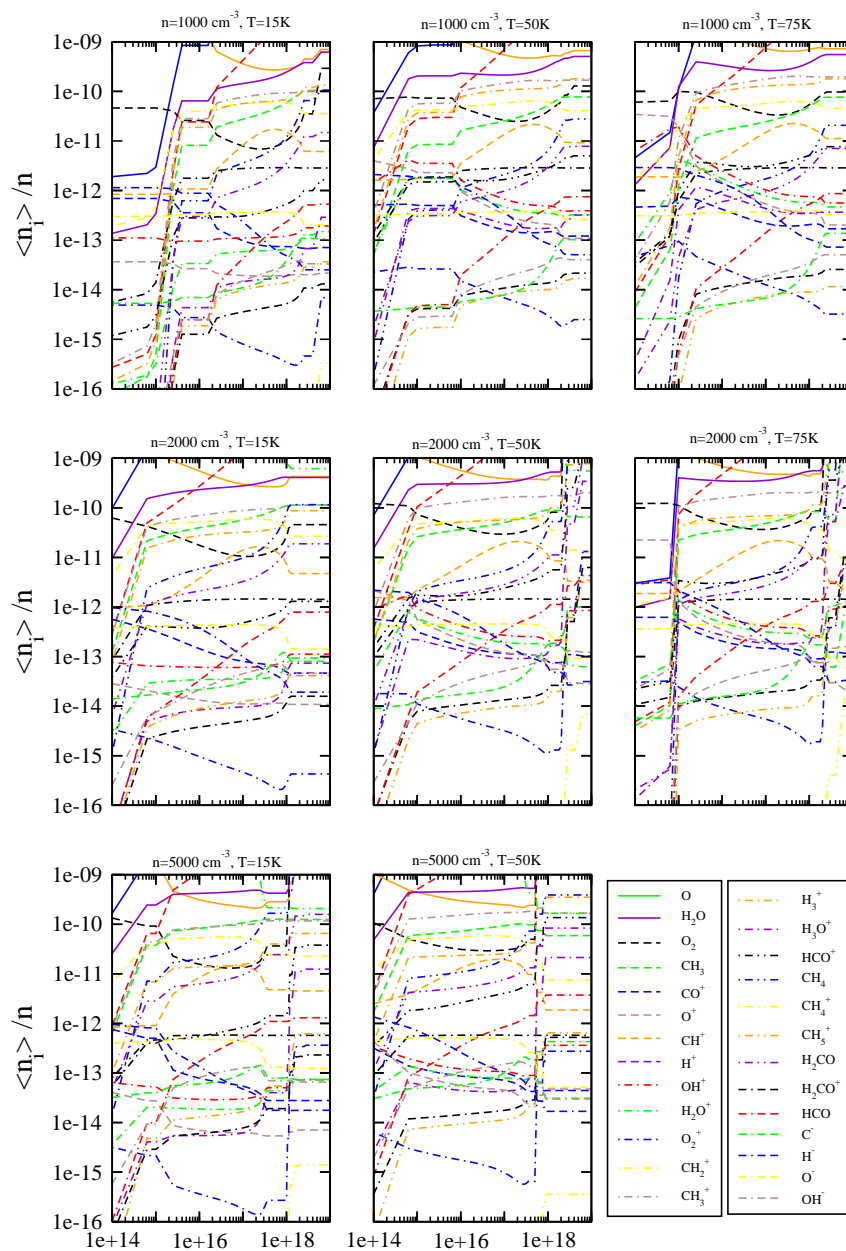 n=1000 cm⁻³, T=15K
n=1000 cm⁻³, T=50K
n=1000 cm⁻³, T=75K
1e-09
1e-10
1e-11
1e-12
1e-13
1e-14
1e-15
1e-16
<nᵢ> /n
n=2000 cm⁻³, T=15K
n=2000 cm⁻³, T=50K
n=2000 cm⁻³, T=75K
1e-09
1e-10
1e-11
1e-12
1e-13
1e-14
1e-15
1e-16
<nᵢ> /n
n=5000 cm⁻³, T=15K
n=5000 cm⁻³, T=50K
1e-09
1e-10
1e-11
1e-12
1e-13
1e-14
1e-15
1e-16
<nᵢ> /n
1e+14 1e+16 1e+18
1e+14 1e+16 1e+18
O
H₂O
O₂
CH₃
CO⁺
O⁺
CH⁺
H⁺
OH⁺
H₂O⁺
O₂⁺
CH₂⁺
CH₃⁺
H₃⁺
H₃O⁺
HCO⁺
CH₄
CH₄⁺
CH₅⁺
H₂CO
H₂CO⁺
HCO
C⁻
H⁻
O⁻
OH⁻